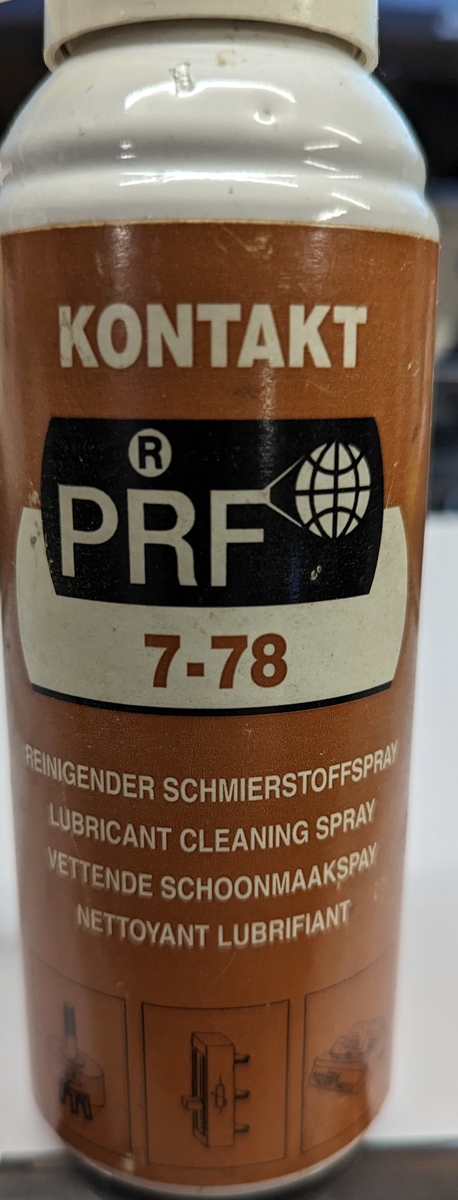 KONTAKT
®
PRF
7-78
REINIGENDER SCHMIERSTOFFSPRAY
LUBRICANT CLEANING SPRAY
VETTENDE SCHOONMAAKSPAY
NETTOYANT LUBRIFIANT